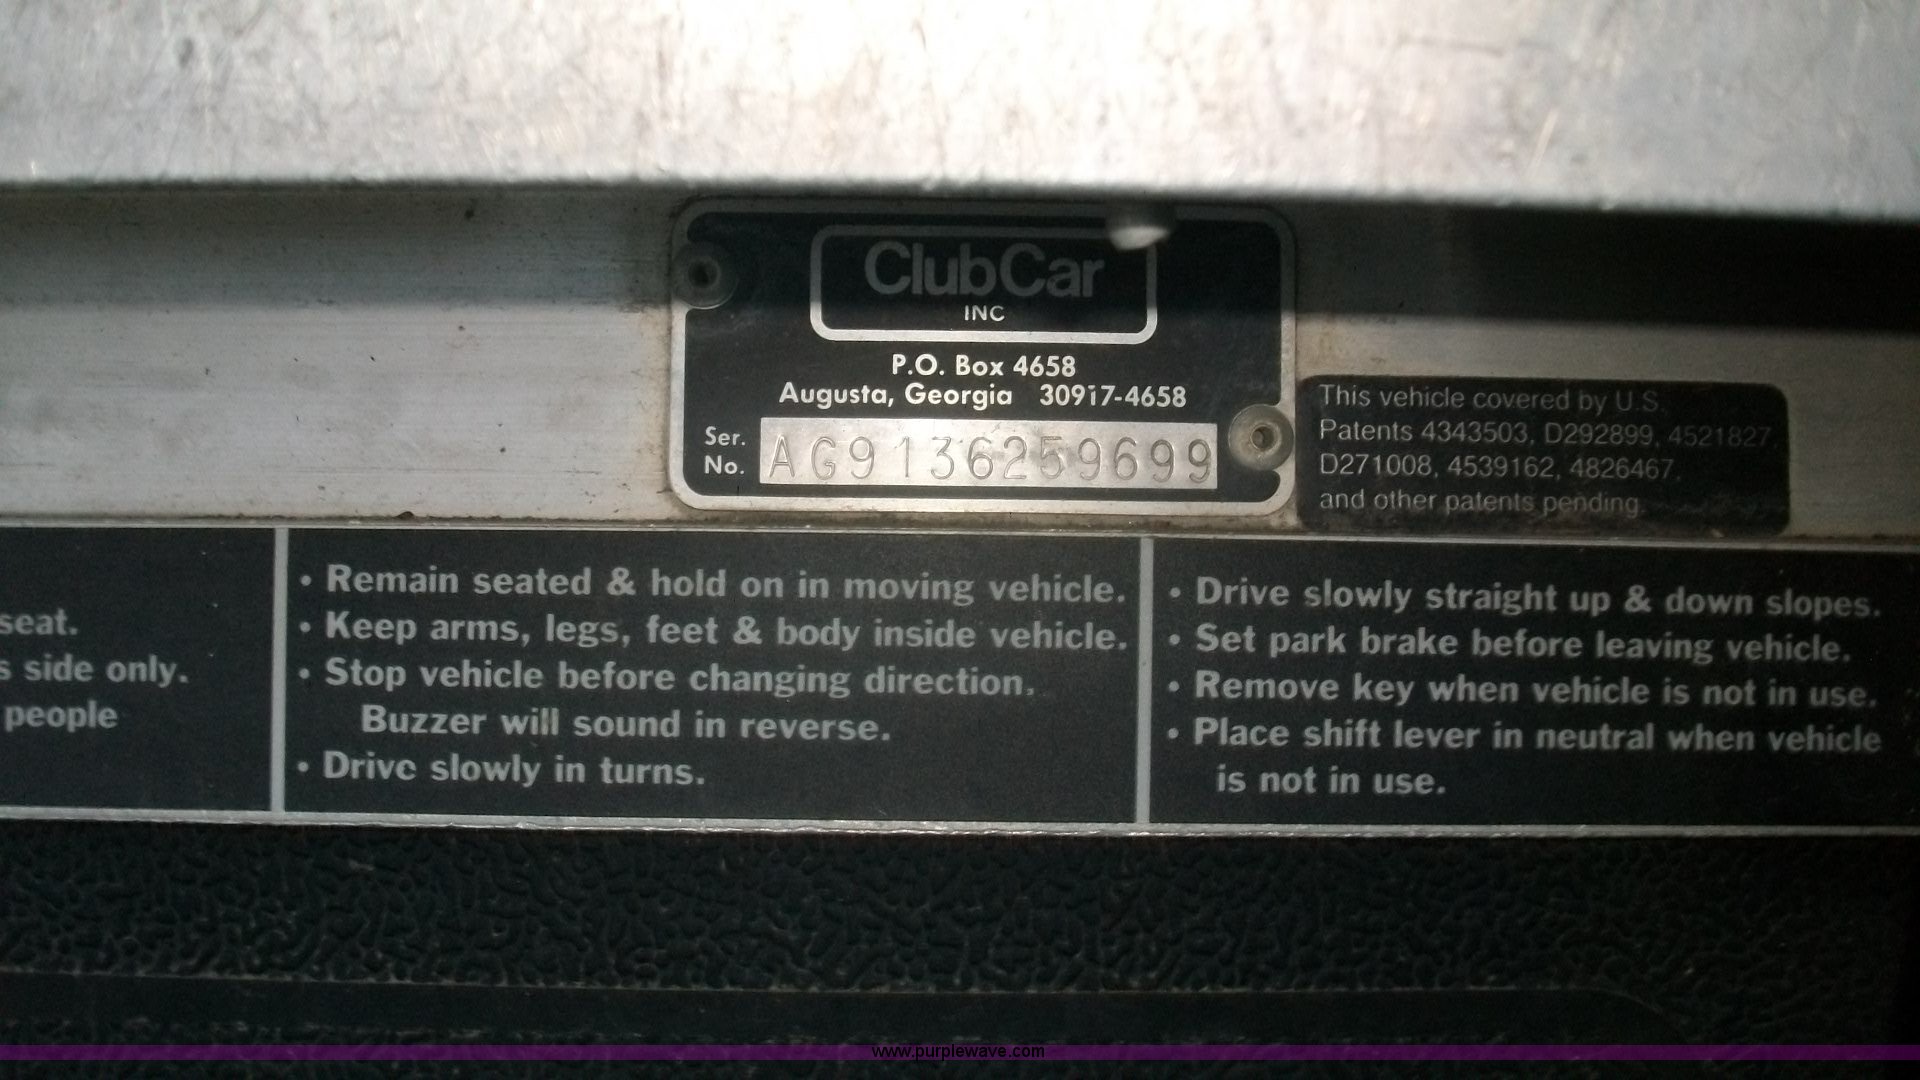 ClubCar
INC
P.O. Box 4658
Augusta, Georgia 30917-4658
Ser.
No.
AG9136259699
This vehicle covered by U.S.
Patents 4343503, D292899, 4521827,
D271008, 4539162, 4826467,
and other patents pending.
seat.
s side only.
people
• Remain seated & hold on in moving vehicle.
• Keep arms, legs, feet & body inside vehicle.
• Stop vehicle before changing direction.
Buzzer will sound in reverse.
• Drive slowly in turns.
• Drive slowly straight up & down slopes.
• Set park brake before leaving vehicle.
• Remove key when vehicle is not in use.
• Place shift lever in neutral when vehicle
is not in use.
www.purplewave.com